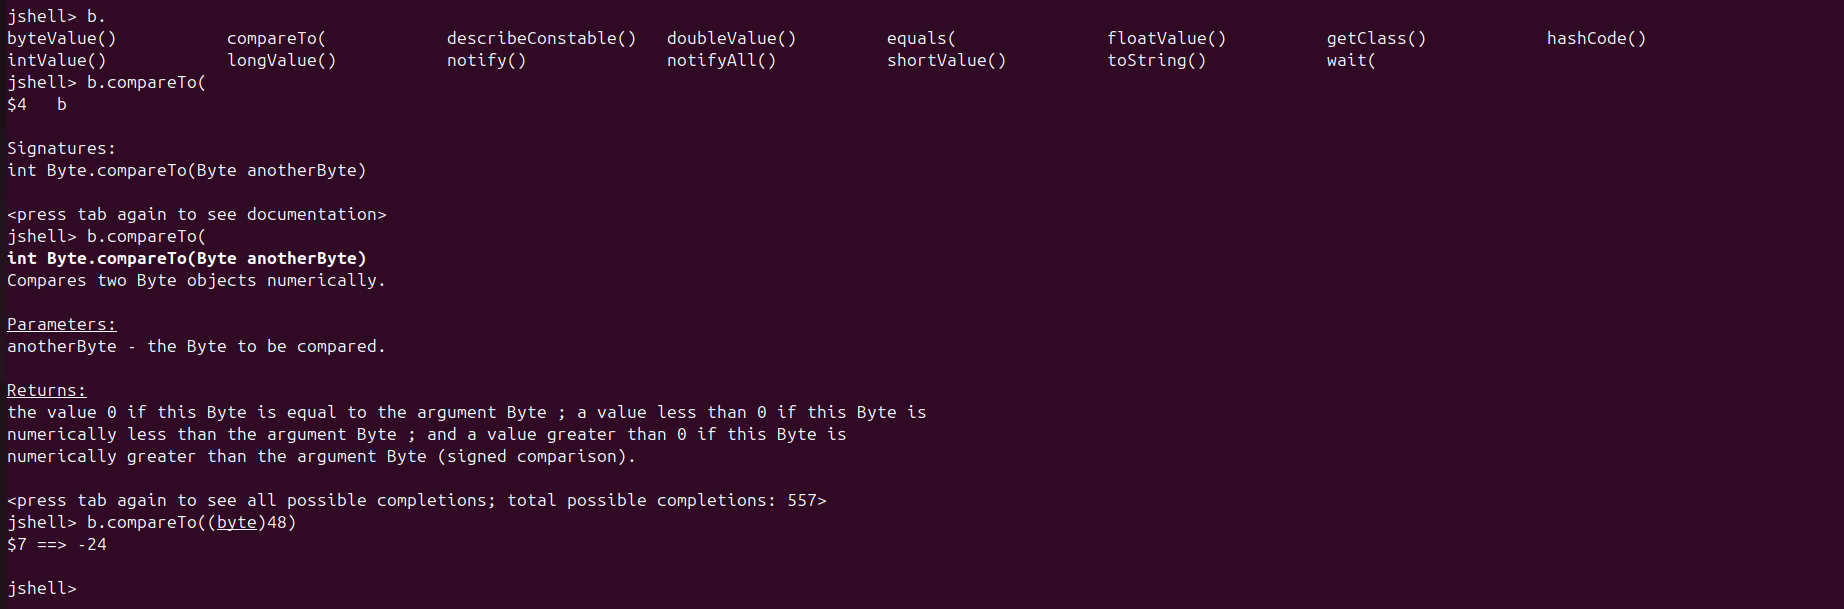 jshell> b.
byteValue() compareTo( describeConstable() doubleValue() equals( floatValue() getClass() hashCode()
intValue() longValue() notify() notifyAll() shortValue() toString() wait(
jshell> b.compareTo(
$4 b
Signatures:
int Byte.compareTo(Byte anotherByte)
<press tab again to see documentation>
jshell> b.compareTo(
int Byte.compareTo(Byte anotherByte)
Compares two Byte objects numerically.
Parameters:
anotherByte - the Byte to be compared.
Returns:
the value 0 if this Byte is equal to the argument Byte ; a value less than 0 if this Byte is
numerically less than the argument Byte ; and a value greater than 0 if this Byte is
numerically greater than the argument Byte (signed comparison).
<press tab again to see all possible completions; total possible completions: 557>
jshell> b.compareTo((byte)48)
$7 ==> -24
jshell>